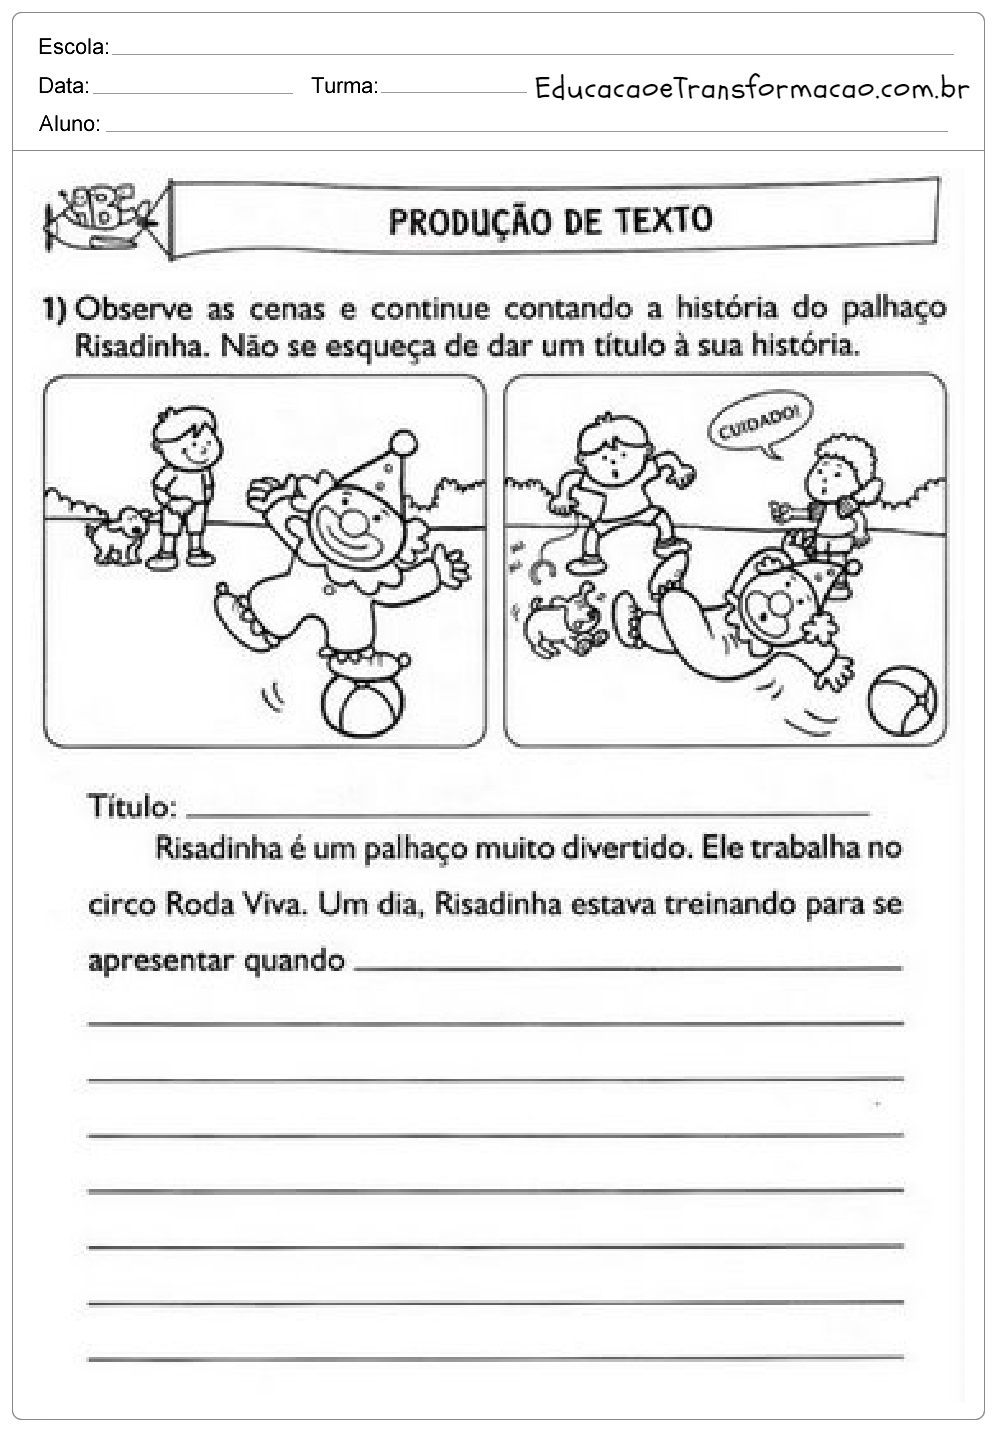 Escola:
Data: Turma: EducacaoeTransformacao.com.br
Aluno:
ABC
PRODUÇÃO DE TEXTO
1) Observe as cenas e continue contando a história do palhaço
Risadinha. Não se esqueça de dar um título à sua história.
CUIDADO!
Título:
Risadinha é um palhaço muito divertido. Ele trabalha no
circo Roda Viva. Um dia, Risadinha estava treinando para se
apresentar quando